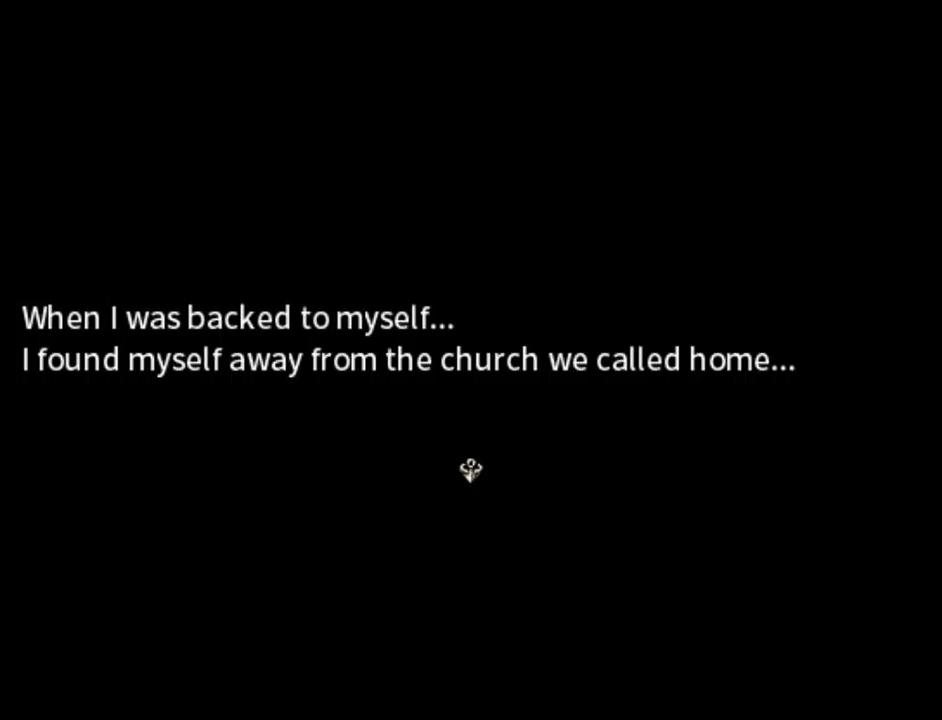 When I was backed to myself...
I found myself away from the church we called home...